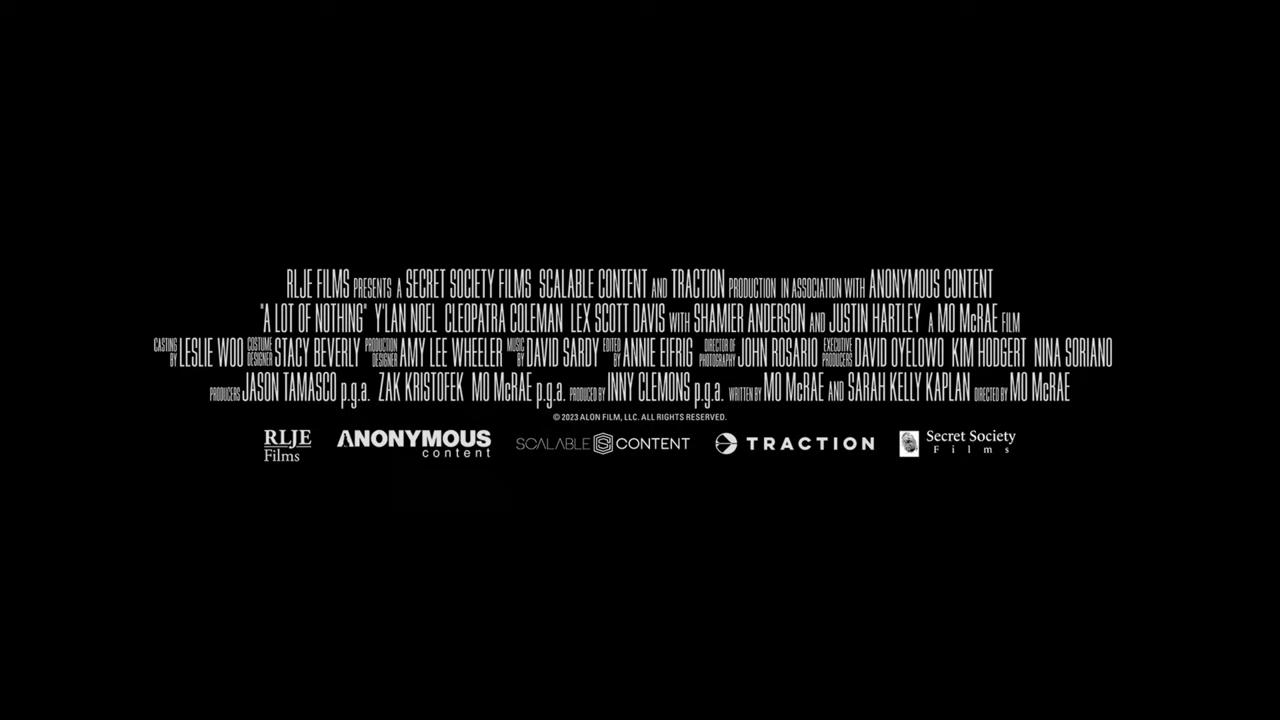 RLJE FILMS PRESENTS A SECRET SOCIETY FILMS SCALABLE CONTENT AND TRACTION PRODUCTION IN ASSOCIATION WITH ANONYMOUS CONTENT
"A LOT OF NOTHING" Y'LAN NOEL CLEOPATRA COLEMAN LEX SCOTT DAVIS WITH SHAMIER ANDERSON AND JUSTIN HARTLEY A MO McRAE FILM
CASTING BY LESLIE WOO COSTUME DESIGNER STACY BEVERLY PRODUCTION DESIGNER AMY LEE WHEELER MUSIC BY DAVID SARDY EDITED BY ANNIE EIFRIG DIRECTOR OF PHOTOGRAPHY JOHN ROSARIO EXECUTIVE PRODUCERS DAVID OYELOWO KIM HODGERT NINA SORIANO
PRODUCERS JASON TAMASCO p.g.a. ZAK KRISTOFEK MO McRAE p.g.a. PRODUCED BY INNY CLEMONS p.g.a. WRITTEN BY MO McRAE AND SARAH KELLY KAPLAN DIRECTED BY MO McRAE
© 2023 ALON FILM, LLC. ALL RIGHTS RESERVED.
RLJE Films ANONYMOUS content SCALABLE CONTENT TRACTION Secret Society Films